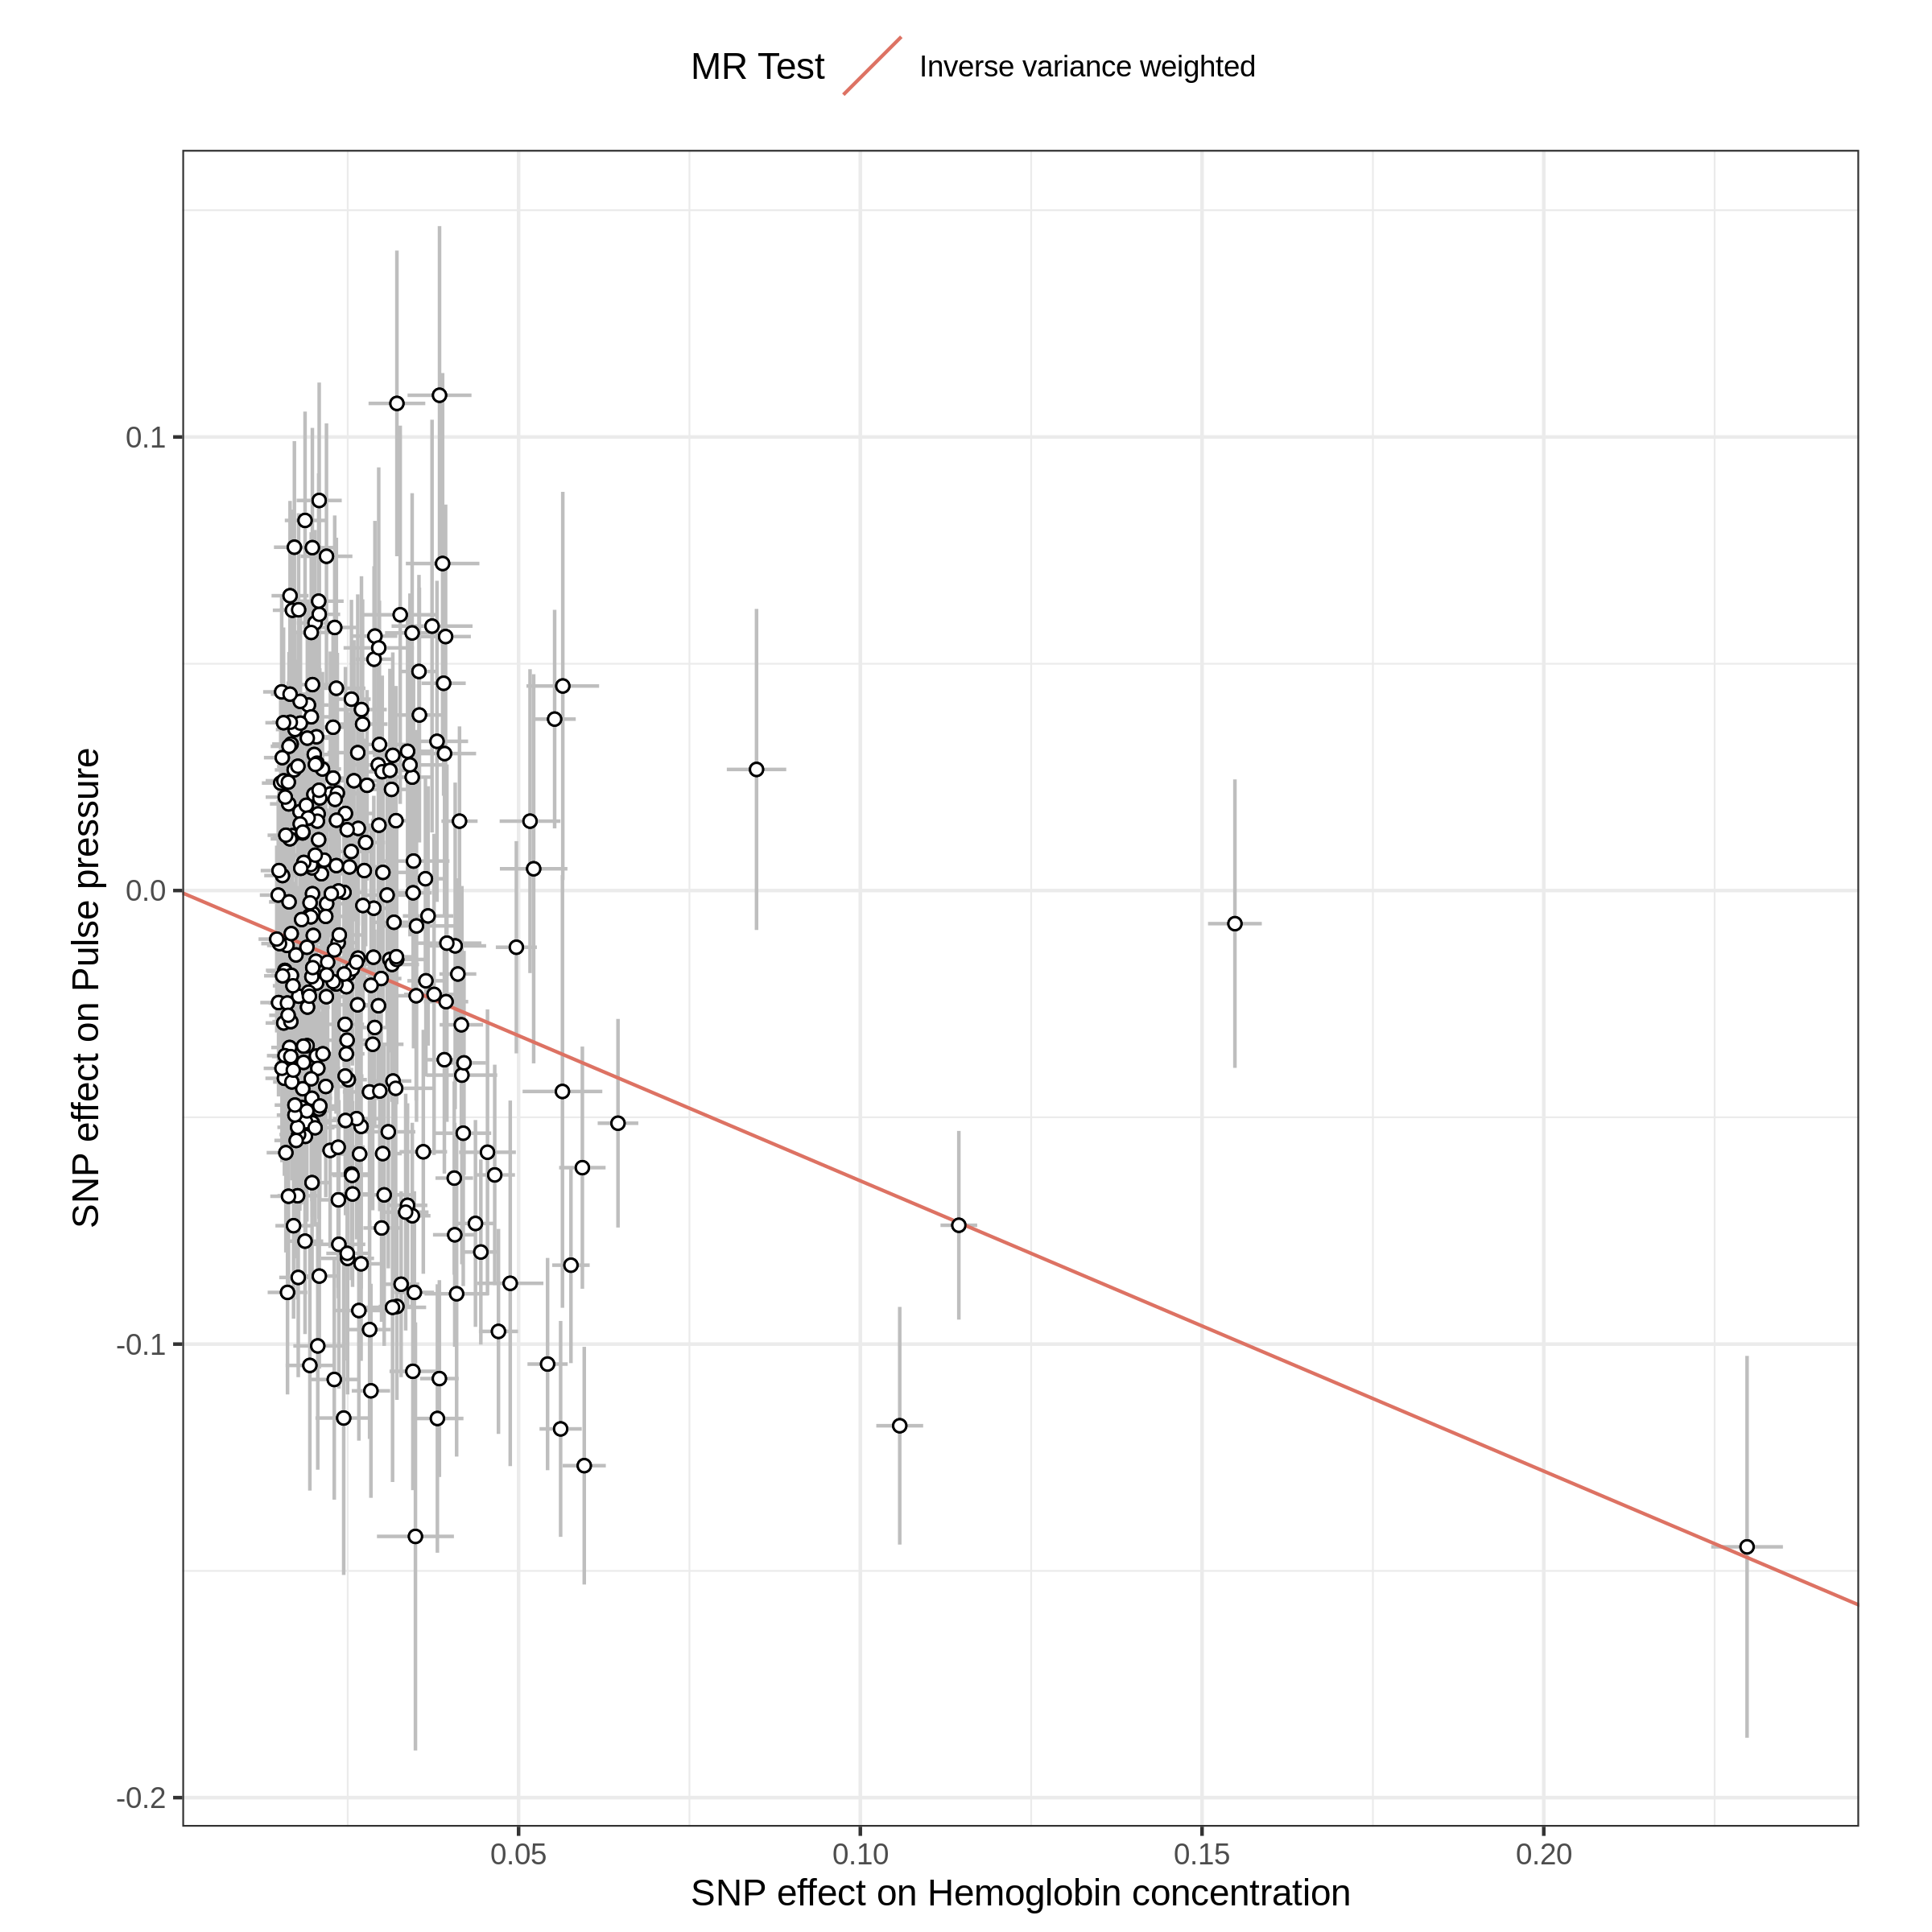 MR Test
Inverse variance weighted
SNP effect on Pulse pressure
0.1
0.0
-0.1
-0.2
0.05
0.10
0.15
0.20
SNP effect on Hemoglobin concentration